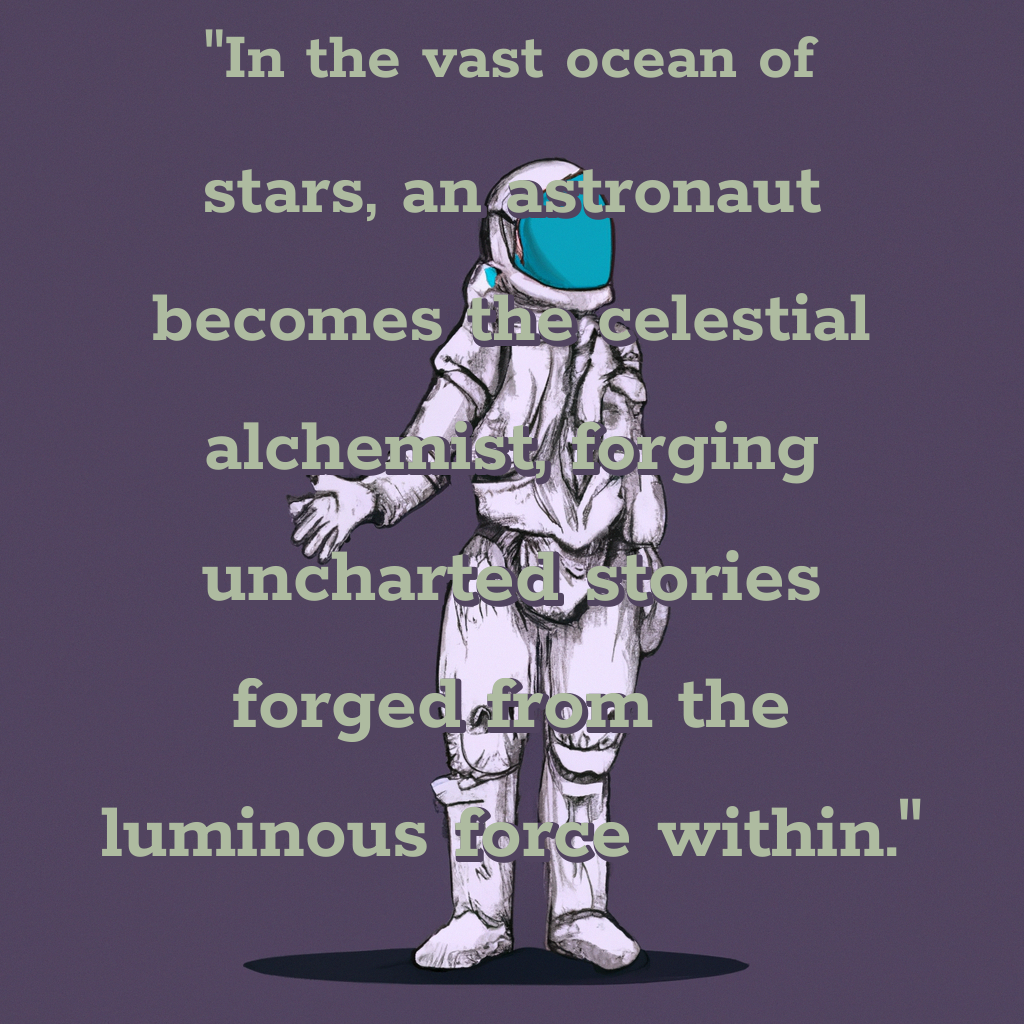 "In the vast ocean of
stars, an astronaut
becomes the celestial
alchemist, forging
uncharted stories
forged from the
luminous force within."